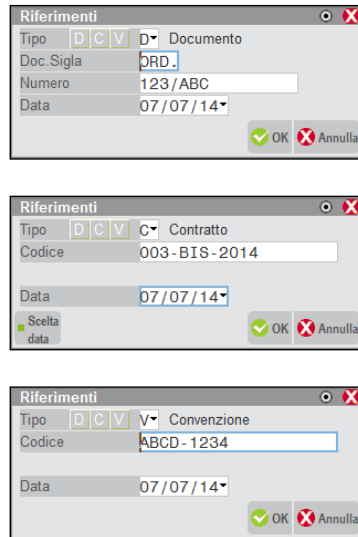 Riferimenti
Tipo D C V D Documento
Doc.Sigla ORD.
Numero 123/ABC
Data 07/07/14
OK Annulla
Riferimenti
Tipo D C V C Contratto
Codice 003-BIS-2014
Data 07/07/14
Scelta
data
OK Annulla
Riferimenti
Tipo D C V V Convenzione
Codice ABCD-1234
Data 07/07/14
OK Annulla